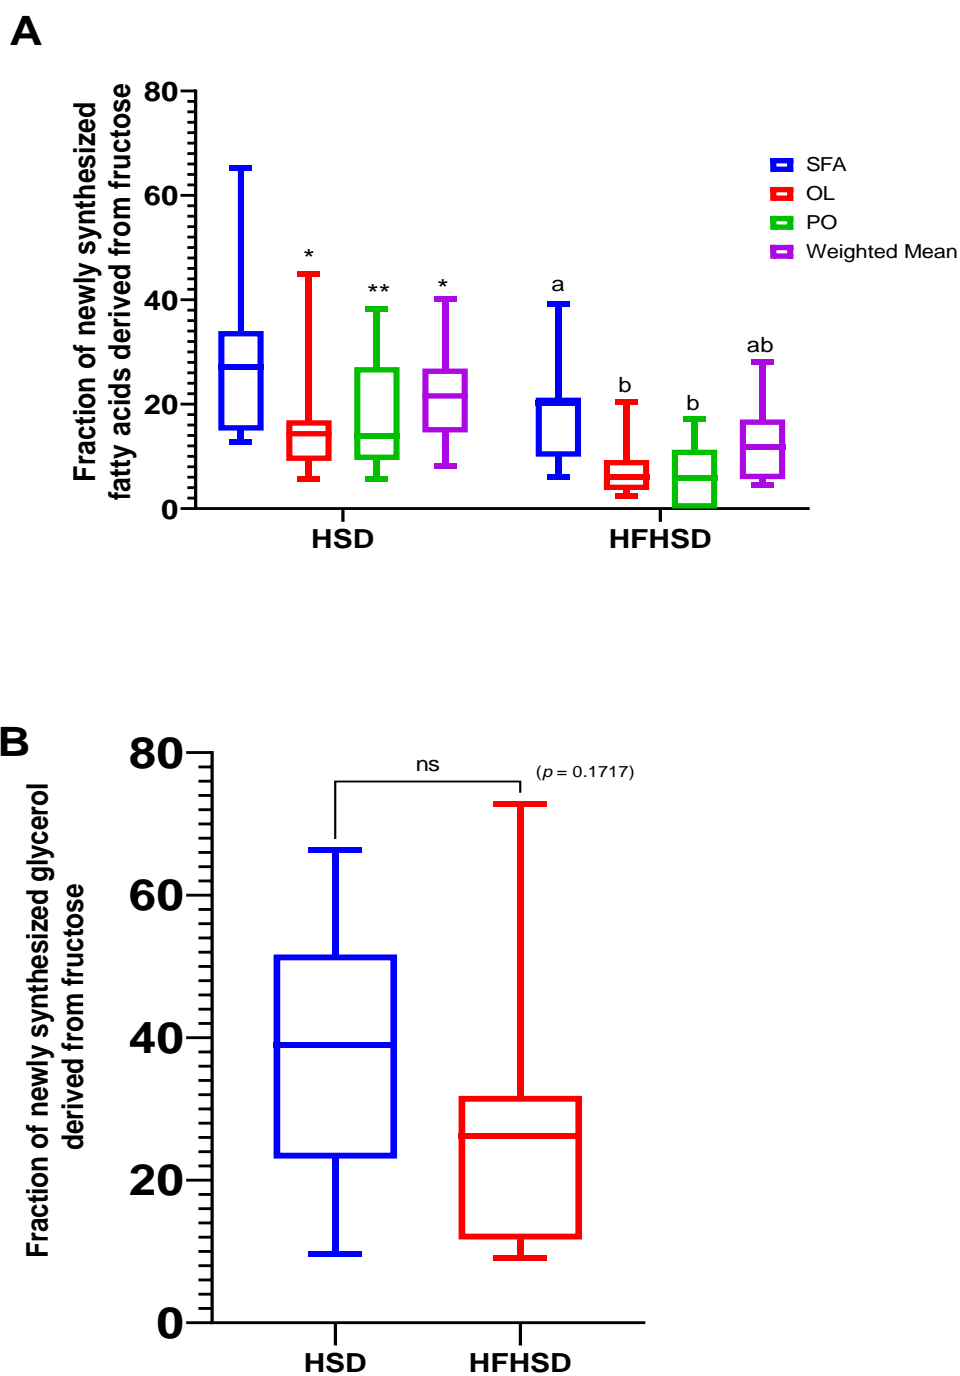 A
Fraction of newly synthesized
fatty acids derived from fructose
80
60
40
20
0
*
**
*
a
b
b
ab
SFA
OL
PO
Weighted Mean
HSD
HFHSD
B
Fraction of newly synthesized glycerol
derived from fructose
80
60
40
20
0
ns
(p = 0.1717)
HSD
HFHSD